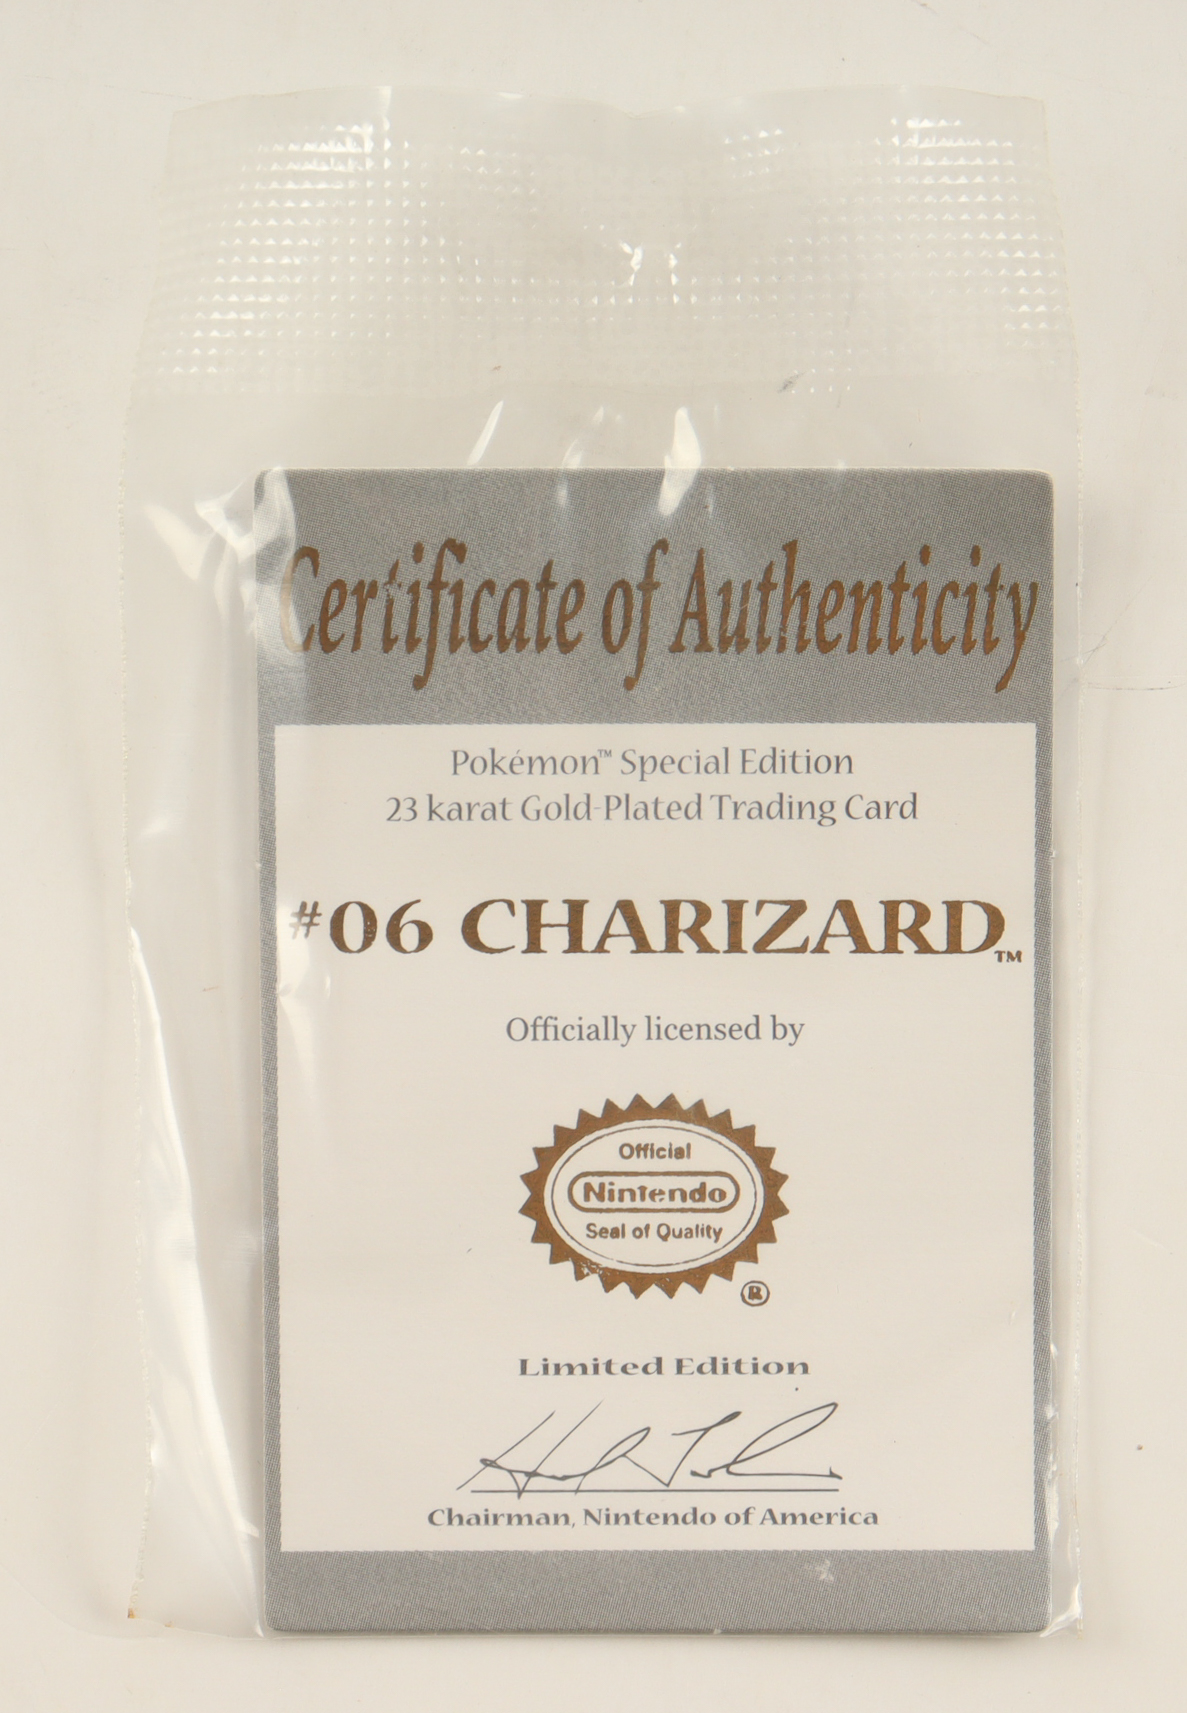 Certificate of Authenticity
Pokémon™ Special Edition
23 karat Gold-Plated Trading Card
#06 CHARIZARD™
Officially licensed by
Official
Nintendo
Seal of Quality
®
Limited Edition
Chairman, Nintendo of America